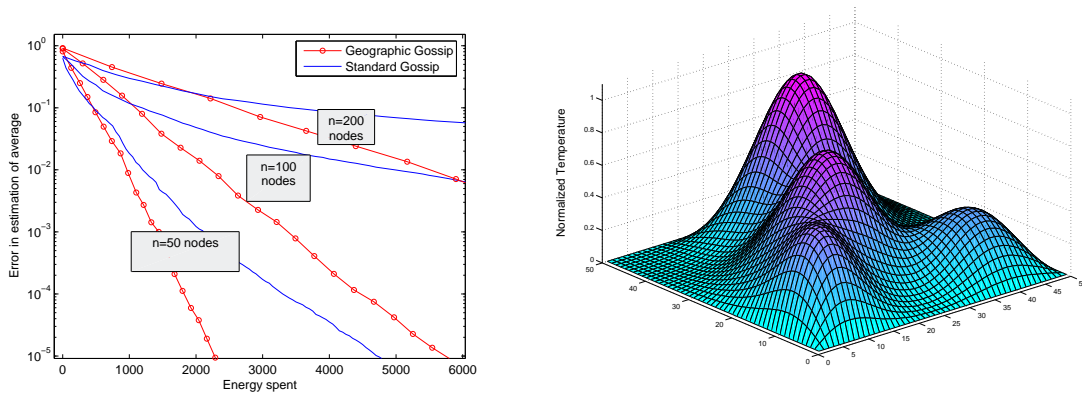 Geographic Gossip
Standard Gossip
10^0
10^-1
10^-2
10^-3
10^-4
10^-5
Error in estimation of average
n=200
nodes
n=100
nodes
n=50 nodes
0 1000 2000 3000 4000 5000 6000
Energy spent
Normalized Temperature
1
0.8
0.6
0.4
0.2
0
50
40
30
20
10
0
0 5 10 15 20 25 30 35 40 45 5